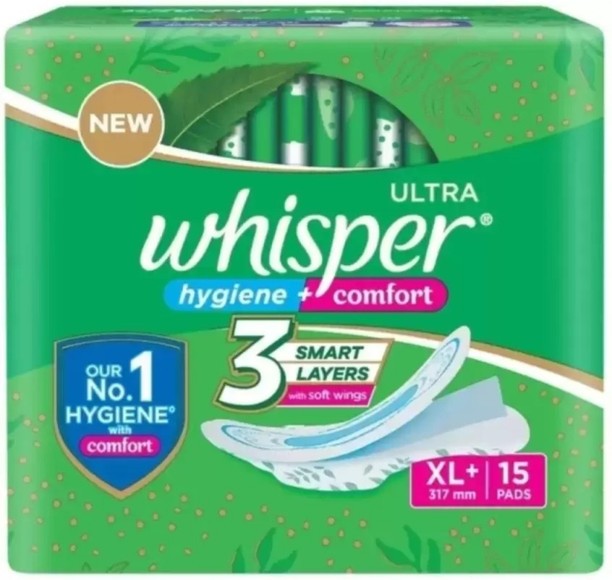 NEW
ULTRA
whisper®
hygiene + comfort
3 SMART
LAYERS
with soft wings
OUR
No.1
HYGIENE°
with
comfort
XL+ 15
317 mm PADS